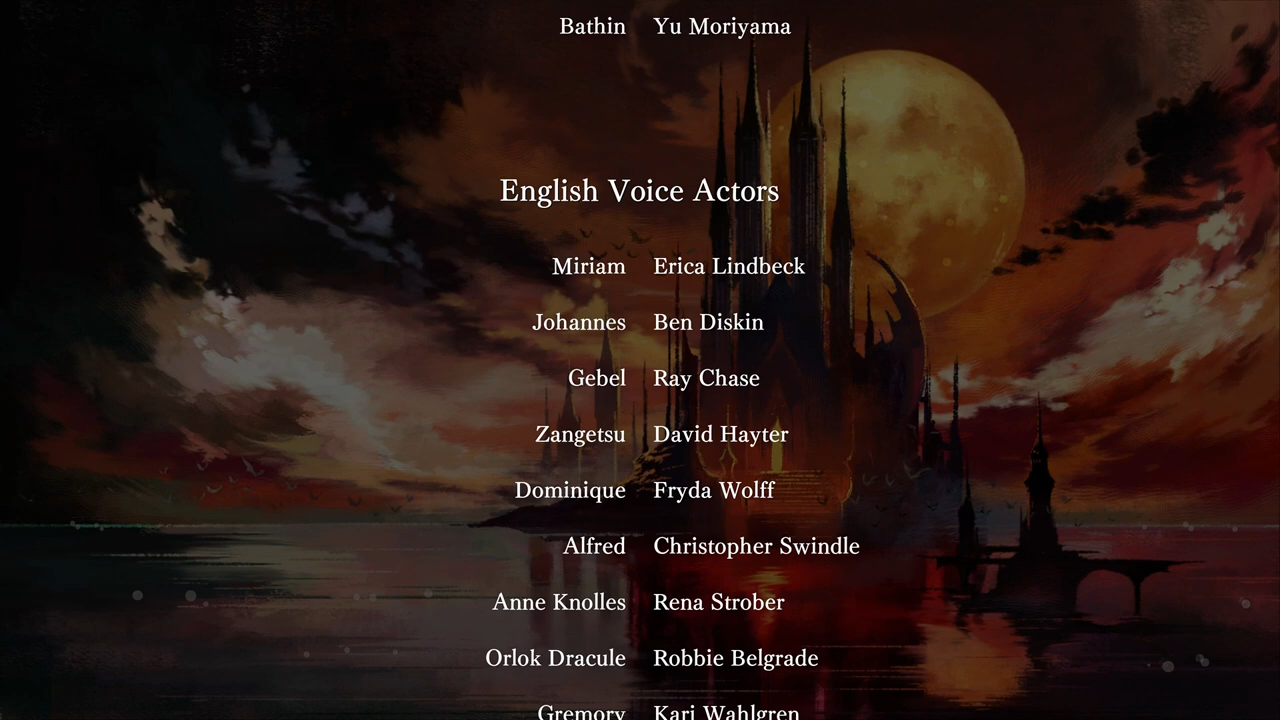 Bathin Yu Moriyama
English Voice Actors
Miriam Erica Lindbeck
Johannes Ben Diskin
Gebel Ray Chase
Zangetsu David Hayter
Dominique Fryda Wolff
Alfred Christopher Swindle
Anne Knolles Rena Strober
Orlok Dracule Robbie Belgrade
Gremory Kari Wahlgren